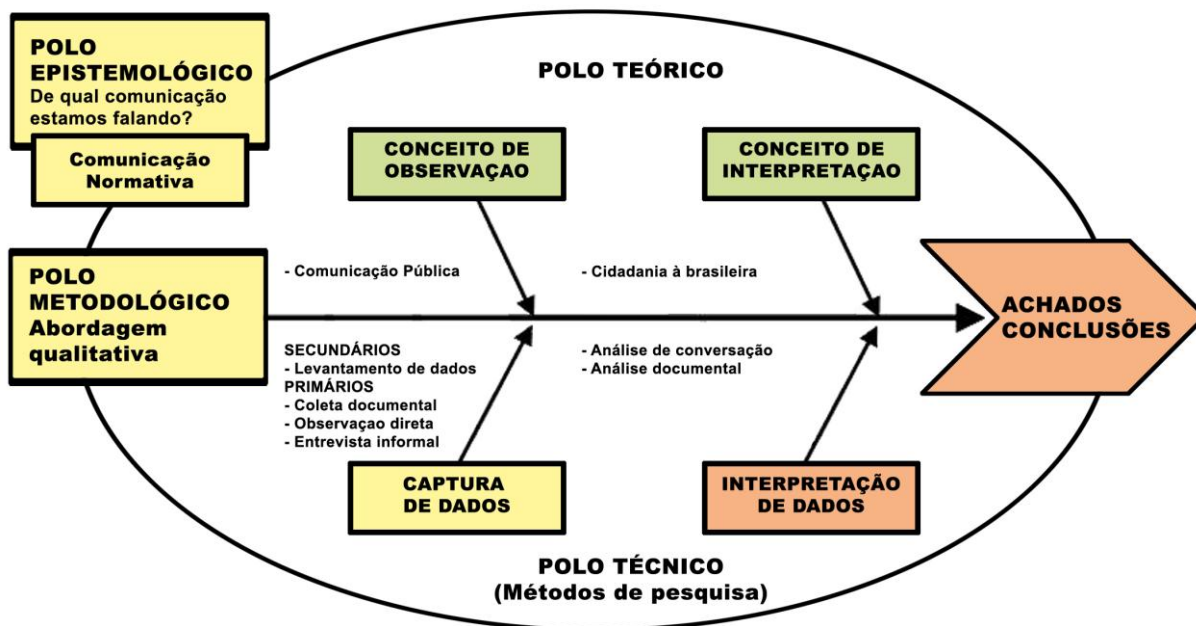 POLO
EPISTEMOLÓGICO
De qual comunicação
estamos falando?
Comunicação
Normativa
POLO TEÓRICO
CONCEITO DE
OBSERVAÇAO
CONCEITO DE
INTERPRETAÇAO
POLO
METODOLÓGICO
Abordagem
qualitativa
- Comunicação Pública
- Cidadania à brasileira
ACHADOS
CONCLUSÕES
SECUNDÁRIOS
- Levantamento de dados
PRIMÁRIOS
- Coleta documental
- Observaçao direta
- Entrevista informal
- Análise de conversação
- Análise documental
CAPTURA
DE DADOS
INTERPRETAÇÃO
DE DADOS
POLO TÉCNICO
(Métodos de pesquisa)